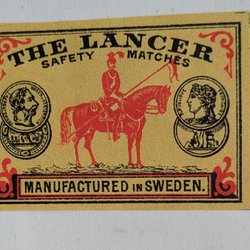 THE LANCER
SAFETY MATCHES
MANUFACTURED IN SWEDEN.